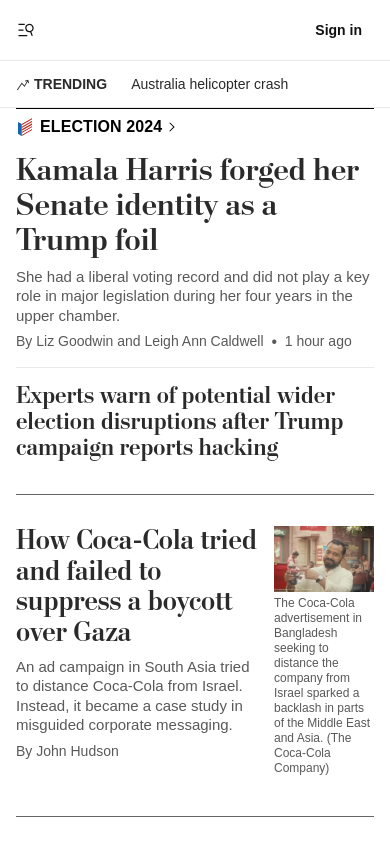 Sign in
TRENDING
Australia helicopter crash
ELECTION 2024
Kamala Harris forged her
Senate identity as a
Trump foil
She had a liberal voting record and did not play a key
role in major legislation during her four years in the
upper chamber.
By Liz Goodwin and Leigh Ann Caldwell • 1 hour ago
Experts warn of potential wider
election disruptions after Trump
campaign reports hacking
How Coca-Cola tried
and failed to
suppress a boycott
over Gaza
An ad campaign in South Asia tried
to distance Coca-Cola from Israel.
Instead, it became a case study in
misguided corporate messaging.
By John Hudson
The Coca-Cola
advertisement in
Bangladesh
seeking to
distance the
company from
Israel sparked a
backlash in parts
of the Middle East
and Asia. (The
Coca-Cola
Company)